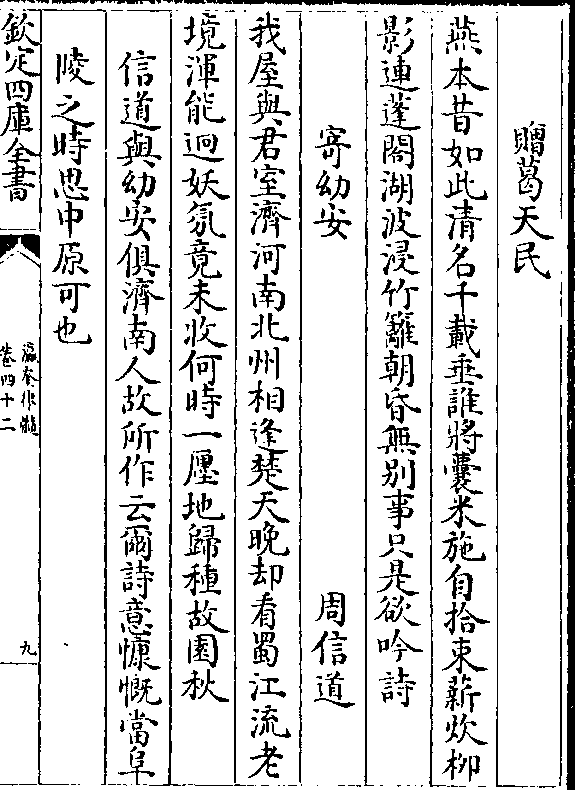 贈葛天民
燕本昔如此清名千載垂誰將囊米施自拾束薪炊柳
影連蓬閣湖波浸竹籬朝昏無別事只是欲吟詩
寄幼安　周信道
我屋與君室濟河南北州相逢楚天晚却看蜀江流老
境渾能迫妖氛竟未收何時一廛地歸種故園秋
信道與幼安俱濟南人故所作云爾詩意慷慨當阜
陵之時思中原可也
欽定四庫全書
瀛奎律髓
卷四十二
九